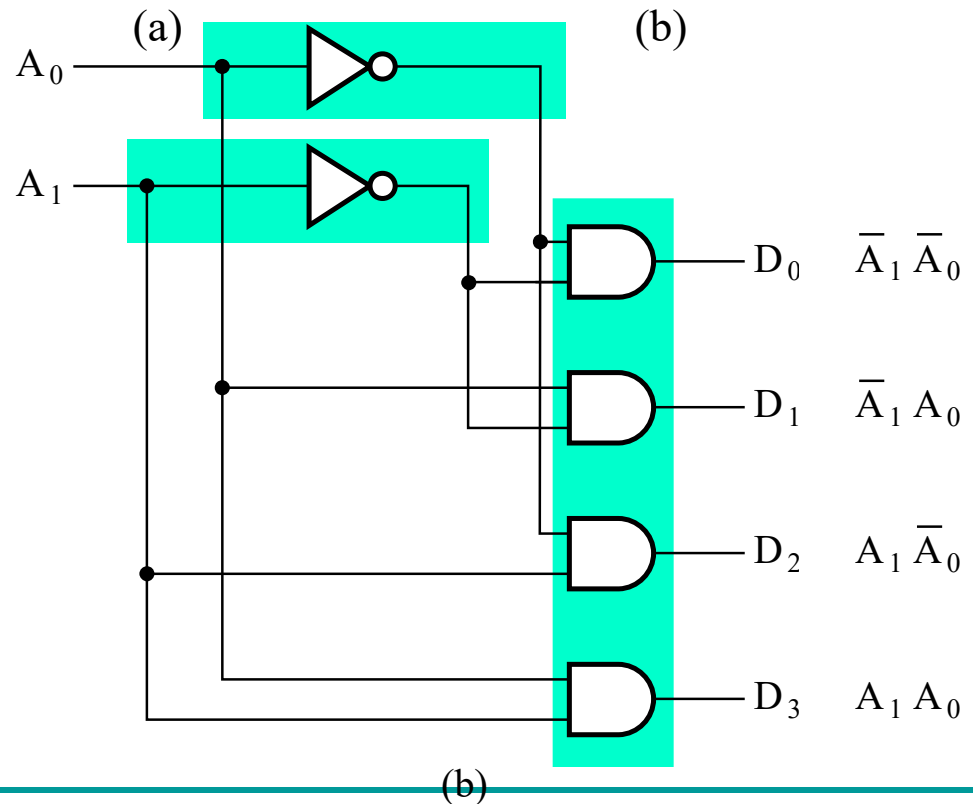 (a) (b)
A₀
A₁
D₀ A̅₁ A̅₀
D₁ A̅₁ A₀
D₂ A₁ A̅₀
D₃ A₁ A₀
(b)